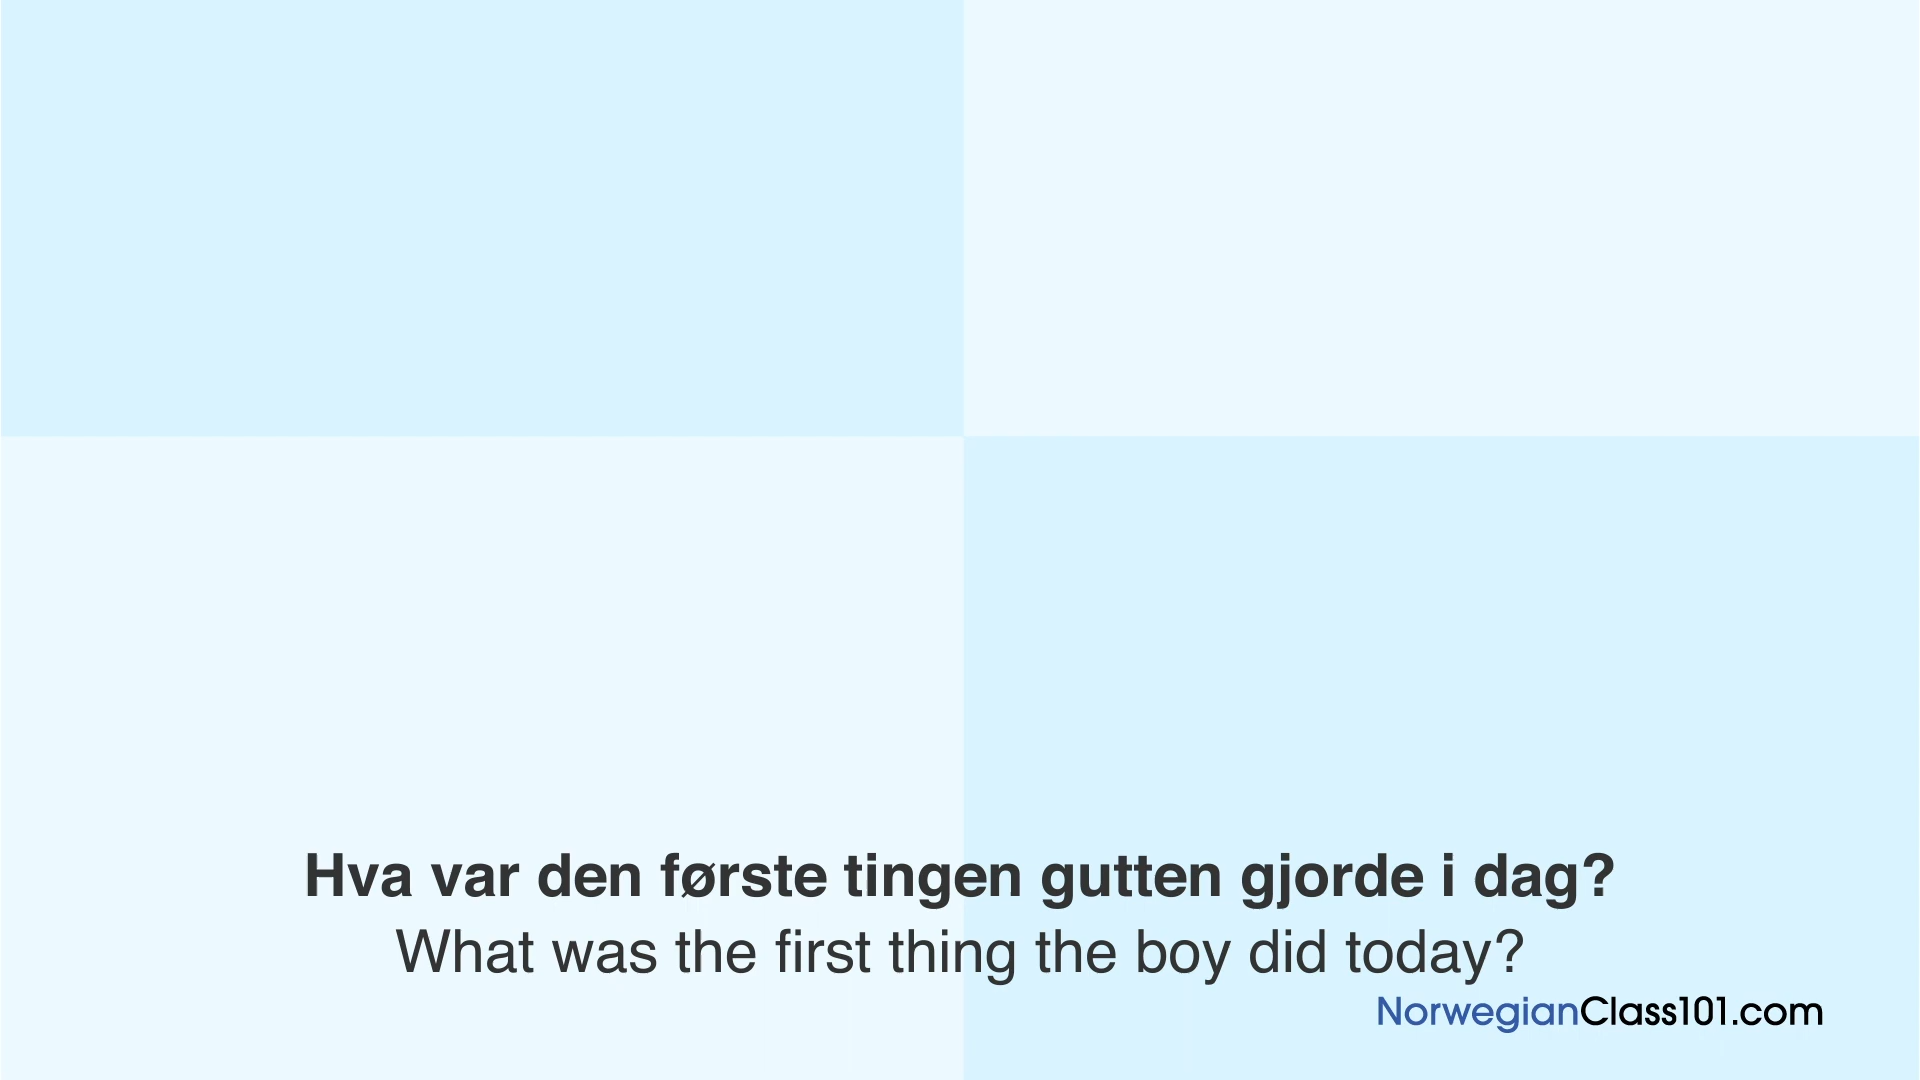 Hva var den første tingen gutten gjorde i dag?
What was the first thing the boy did today?
NorwegianClass101.com